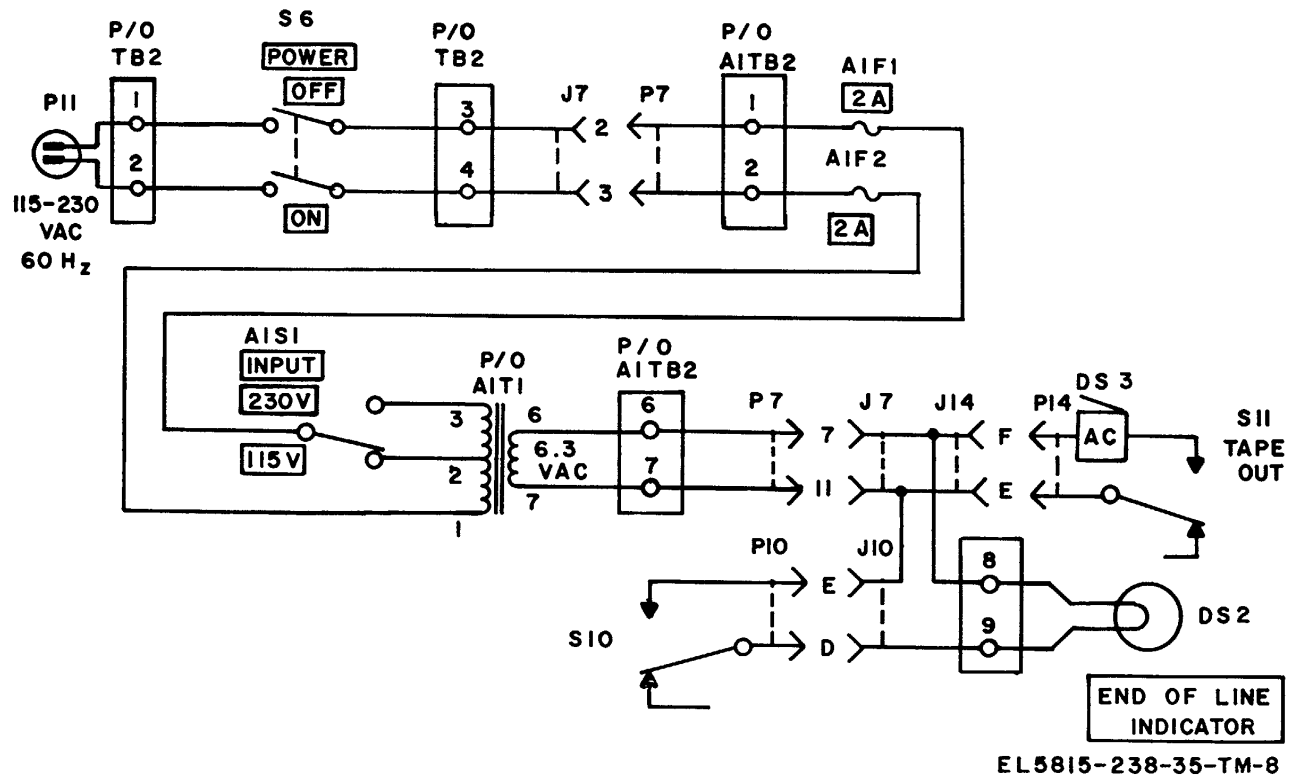 S6
P/O
TB2
POWER
OFF
P/O
TB2
P/O
A1TB2
A1F1
2A
P11
1
2
J7
P7
3
2
1
4
3
2
A1F2
2A
115-230
VAC
60 Hz
ON
A1S1
INPUT
230V
115V
P/O
A1T1
3
2
1
6
6.3
VAC
7
P/O
A1TB2
6
7
P7
J7
J14
P14
DS3
7
F
AC
11
E
S11
TAPE
OUT
P10
J10
E
D
S10
8
9
DS2
END OF LINE
INDICATOR
EL5815-238-35-TM-8